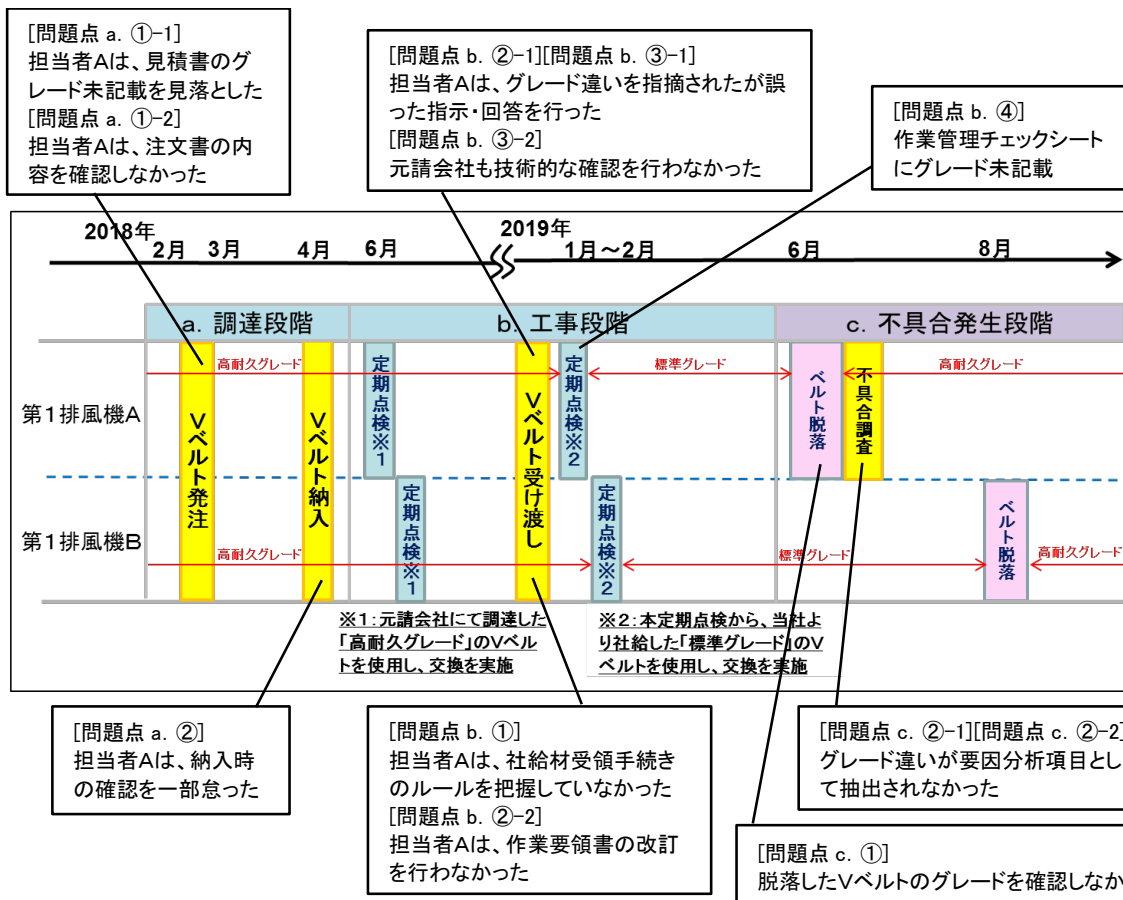 [問題点 a. ①-1]
担当者Aは、見積書のグ
レード未記載を見落とした
[問題点 a. ①-2]
担当者Aは、注文書の内
容を確認しなかった
[問題点 b. ②-1][問題点 b. ③-1]
担当者Aは、グレード違いを指摘されたが誤
った指示・回答を行った
[問題点 b. ③-2]
元請会社も技術的な確認を行わなかった
[問題点 b. ④]
作業管理チェックシート
にグレード未記載
2018年
2月 3月 4月 6月
2019年
1月～2月 6月 8月
a. 調達段階
b. 工事段階
c. 不具合発生段階
第1排風機A
高耐久グレード
標準グレード
高耐久グレード
Vベルト発注
Vベルト納入
定期点検※1
Vベルト受け渡し
定期点検※2
ベルト脱落
不具合調査
第1排風機B
高耐久グレード
定期点検※1
定期点検※2
標準グレード
ベルト脱落
高耐久グレード
※1:元請会社にて調達した
「高耐久グレード」のVベル
トを使用し、交換を実施
※2:本定期点検から、当社よ
り社給した「標準グレード」のV
ベルトを使用し、交換を実施
[問題点 a. ②]
担当者Aは、納入時
の確認を一部怠った
[問題点 b. ①]
担当者Aは、社給材受領手続き
のルールを把握していなかった
[問題点 b. ②-2]
担当者Aは、作業要領書の改訂
を行わなかった
[問題点 c. ②-1][問題点 c. ②-2]
グレード違いが要因分析項目とし
て抽出されなかった
[問題点 c. ①]
脱落したVベルトのグレードを確認しなか